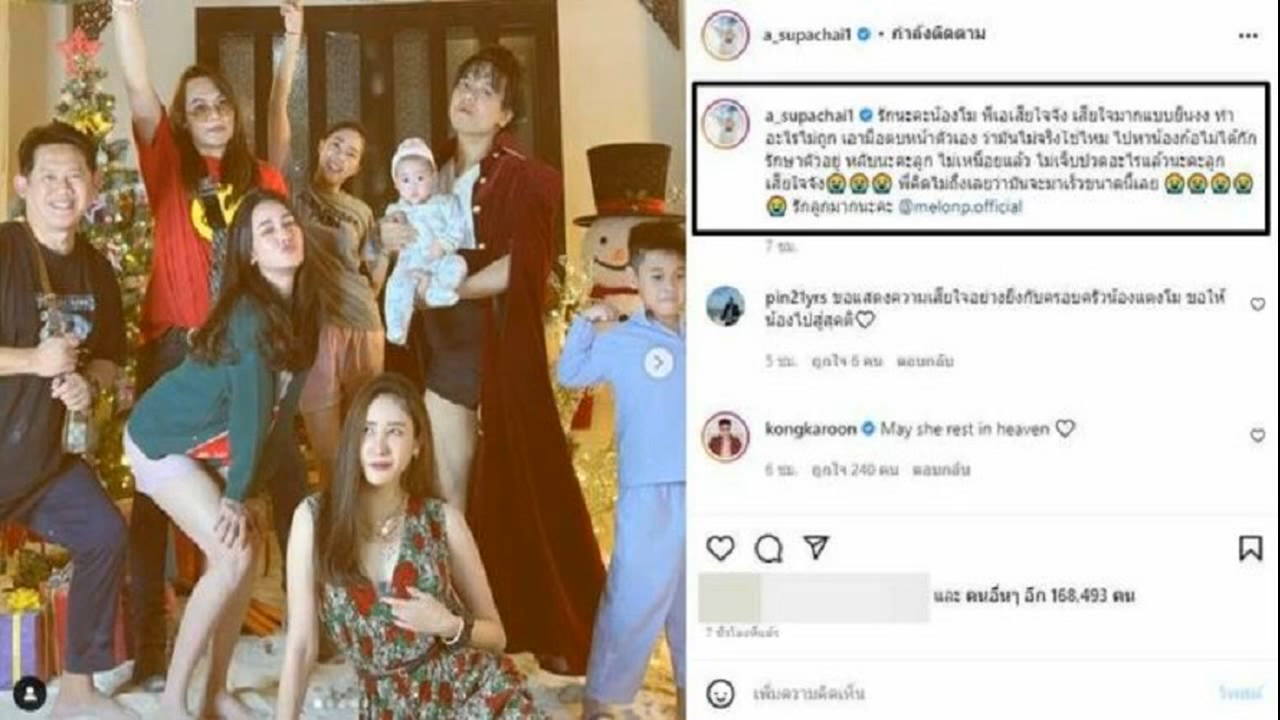 a_supachai1 • กำลังติดตาม
a_supachai1 รักนะคะน้องโม พี่เอเสียใจจัง เสียใจมากแบบยืนงง ทำ
อะไรไม่ถูก เอามือตบหน้าตัวเอง ว่ามันไม่จริงใช่ไหม ไปหาน้องก่อไม่ได้กัก
รักษาตัวอยู่ หลับนะคะลูก ไม่เหนื่อยแล้ว ไม่เจ็บปวดอะไรแล้วนะคะลูก
เสียใจจัง😭😭😭 พี่คิดไม่ถึงเลยว่ามันจะมาเร็วขนาดนี้เลย 😭😭😭😭
😭 รักลูกมากนะคะ @melonp.official
7 ชม.
pin21yrs ขอแสดงความเสียใจอย่างยิ่งกับครอบครัวน้องแตงโม ขอให้
น้องไปสู่สุคติ♡
5 ชม. ถูกใจ 6 คน ตอบกลับ
kongkaroon May she rest in heaven ♡
6 ชม. ถูกใจ 240 คน ตอบกลับ
และ คนอื่นๆ อีก 168,493 คน
7 ชั่วโมงที่แล้ว
เพิ่มความคิดเห็น
โพสต์